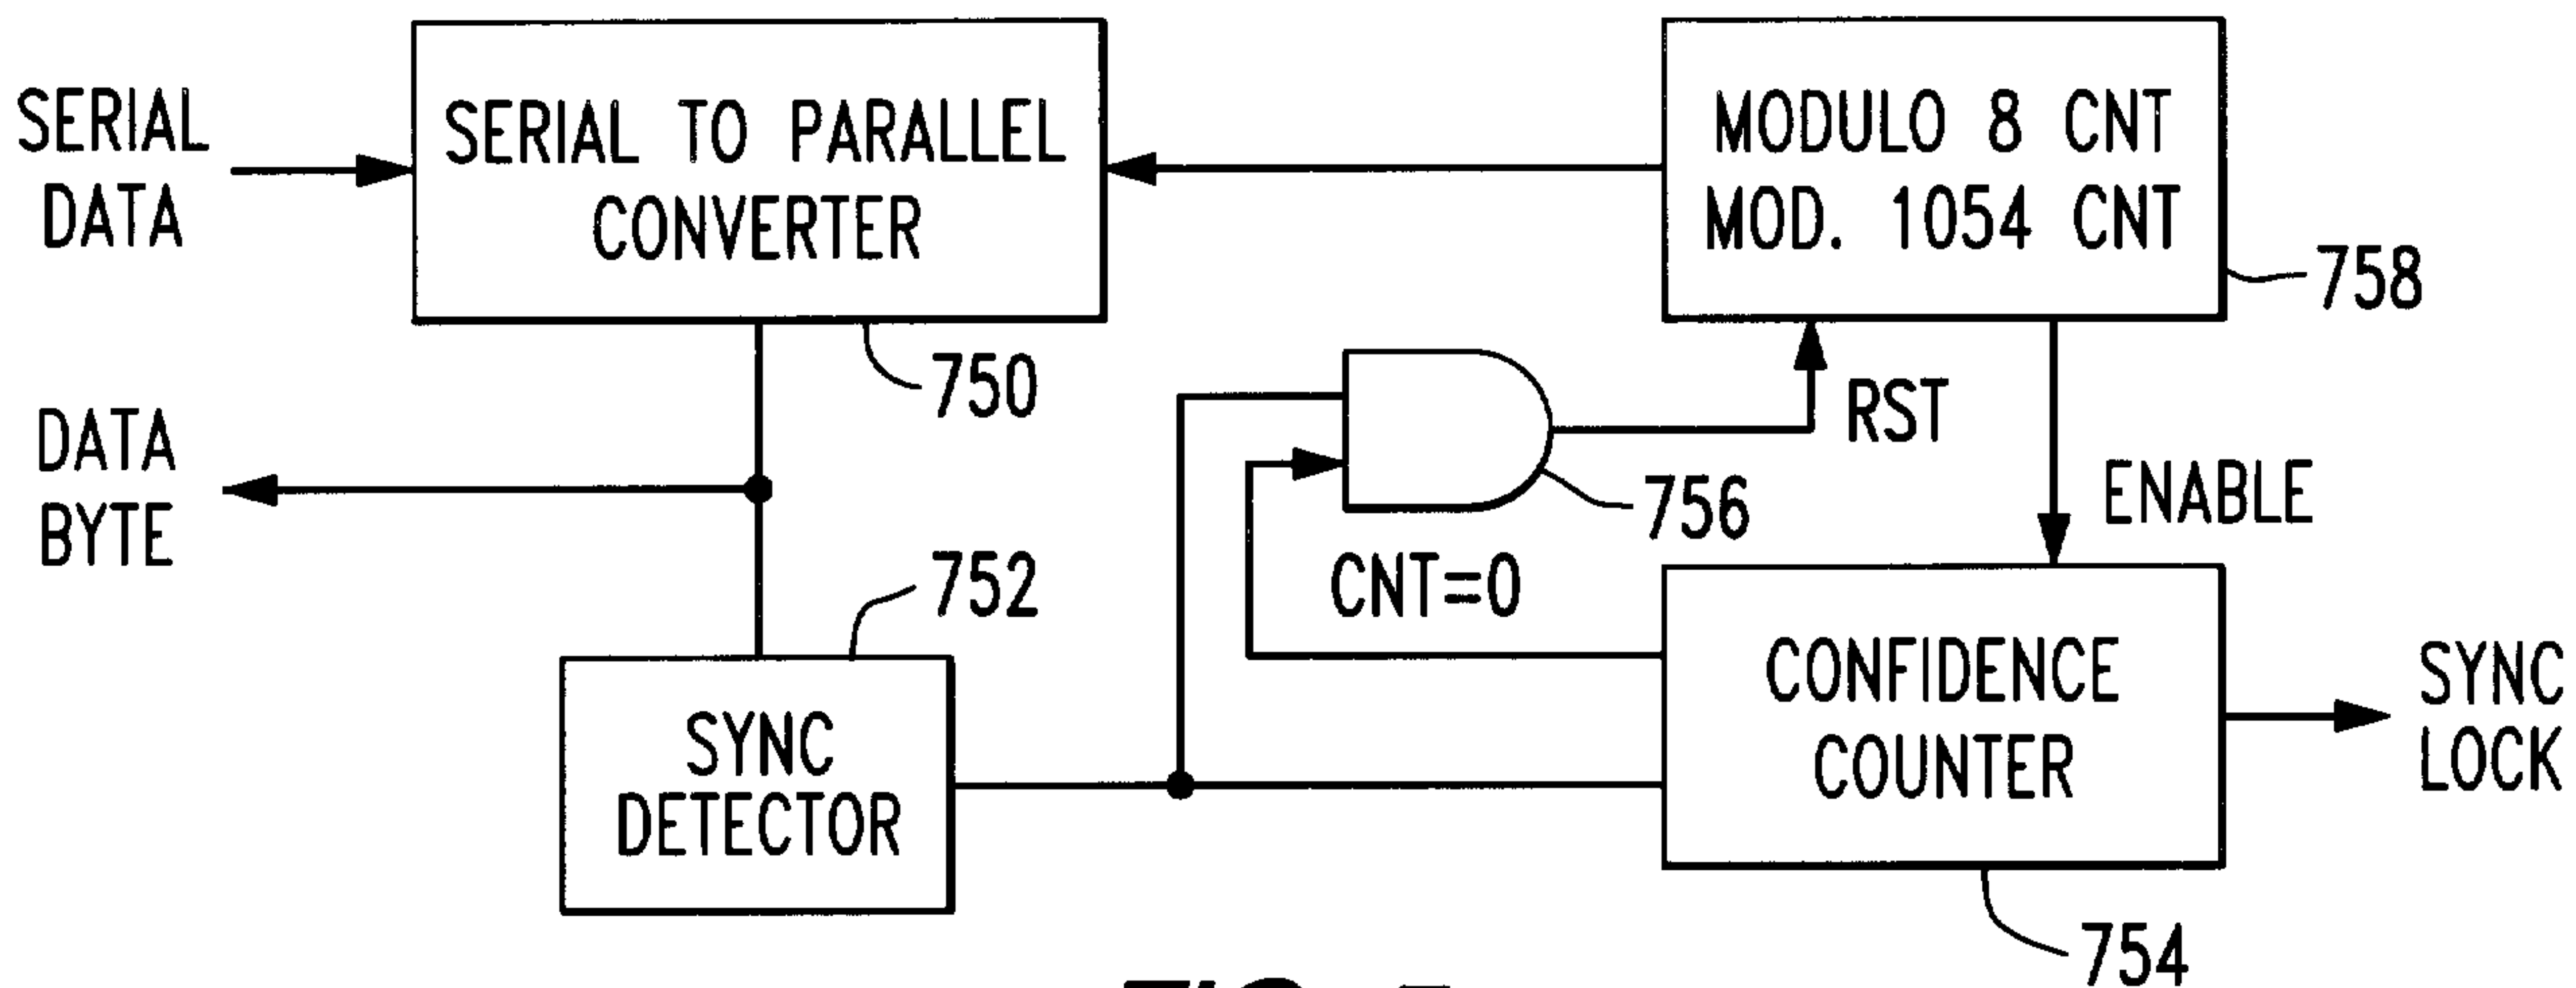 SERIAL
DATA
SERIAL TO PARALLEL
CONVERTER
MODULO 8 CNT
MOD. 1054 CNT
758
750
RST
DATA
BYTE
ENABLE
756
752
CNT=0
SYNC
DETECTOR
CONFIDENCE
COUNTER
SYNC
LOCK
754